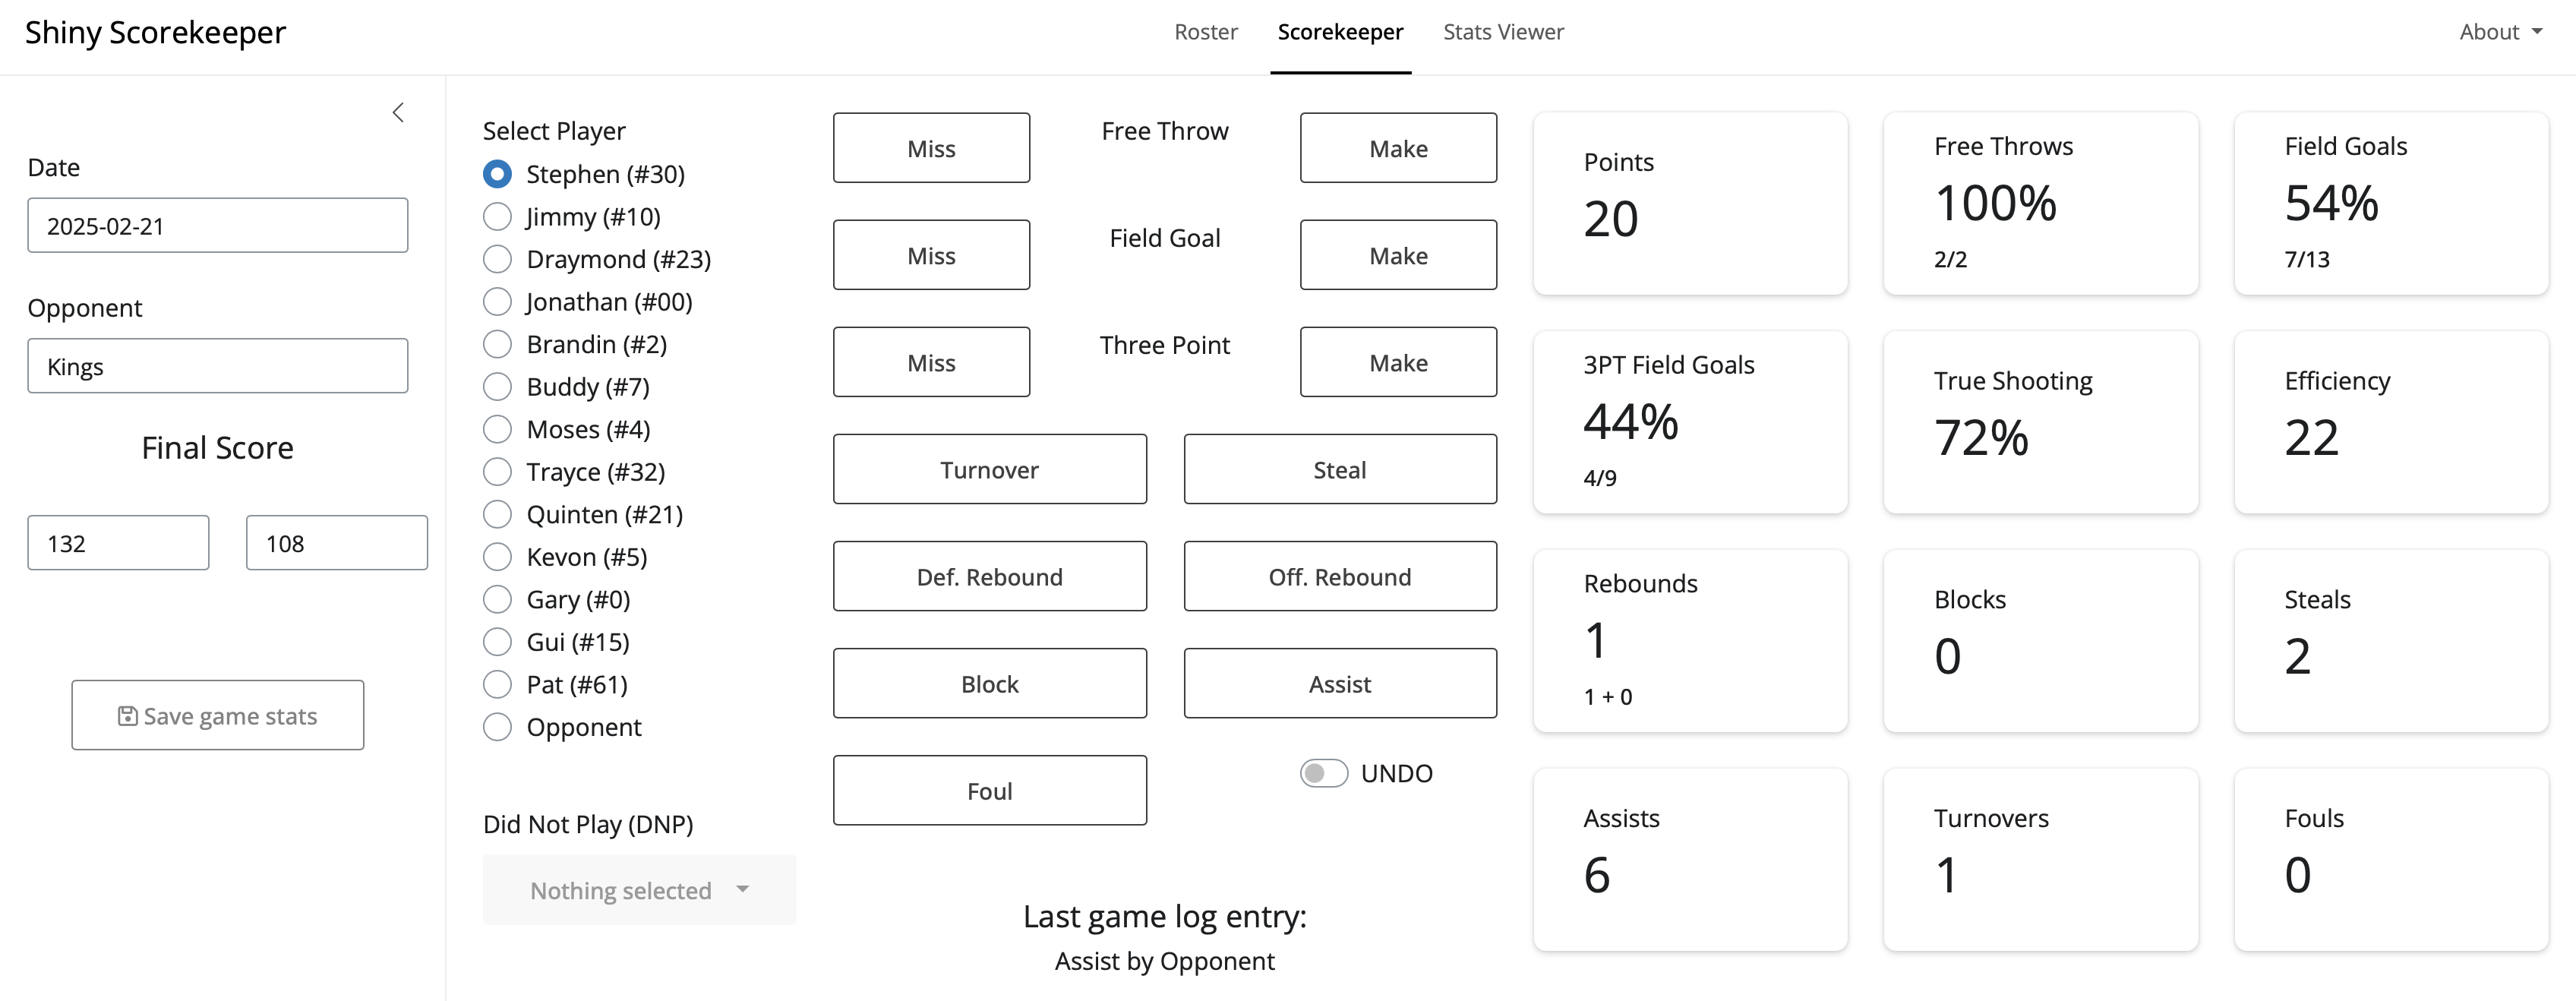 Shiny Scorekeeper
Roster
Scorekeeper
Stats Viewer
About
Date
2025-02-21
Opponent
Kings
Final Score
132
108
Save game stats
Select Player
Stephen (#30)
Jimmy (#10)
Draymond (#23)
Jonathan (#00)
Brandin (#2)
Buddy (#7)
Moses (#4)
Trayce (#32)
Quinten (#21)
Kevon (#5)
Gary (#0)
Gui (#15)
Pat (#61)
Opponent
Did Not Play (DNP)
Nothing selected
Miss
Free Throw
Make
Miss
Field Goal
Make
Miss
Three Point
Make
Turnover
Steal
Def. Rebound
Off. Rebound
Block
Assist
Foul
UNDO
Last game log entry:
Assist by Opponent
Points
20
Free Throws
100%
2/2
Field Goals
54%
7/13
3PT Field Goals
44%
4/9
True Shooting
72%
Efficiency
22
Rebounds
1
1 + 0
Blocks
0
Steals
2
Assists
6
Turnovers
1
Fouls
0